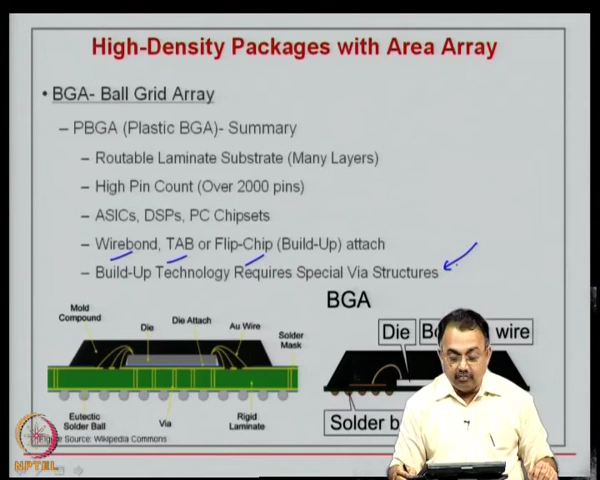 High-Density Packages with Area Array
• BGA- Ball Grid Array
– PBGA (Plastic BGA)- Summary
– Routable Laminate Substrate (Many Layers)
– High Pin Count (Over 2000 pins)
– ASICs, DSPs, PC Chipsets
– Wirebond, TAB or Flip-Chip (Build-Up) attach
– Build-Up Technology Requires Special Via Structures
Mold
Compound
Die
Die Attach
Au Wire
Solder
Mask
Eutectic
Solder Ball
Via
Rigid
Laminate
BGA
Die
wire
Solder
Figure Source: Wikipedia Commons
NPTEL